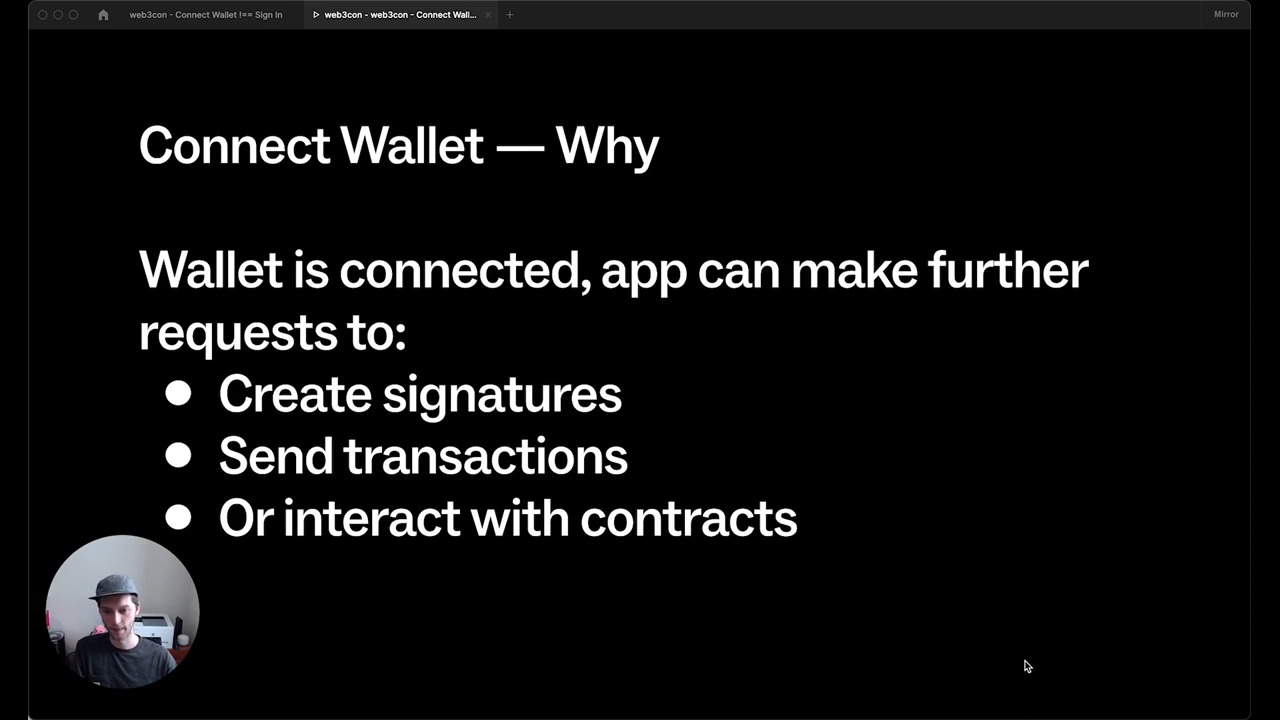 web3con - Connect Wallet !== Sign In
web3con - web3con - Connect Wall...
Mirror
Connect Wallet — Why
Wallet is connected, app can make further
requests to:
● Create signatures
● Send transactions
● Or interact with contracts